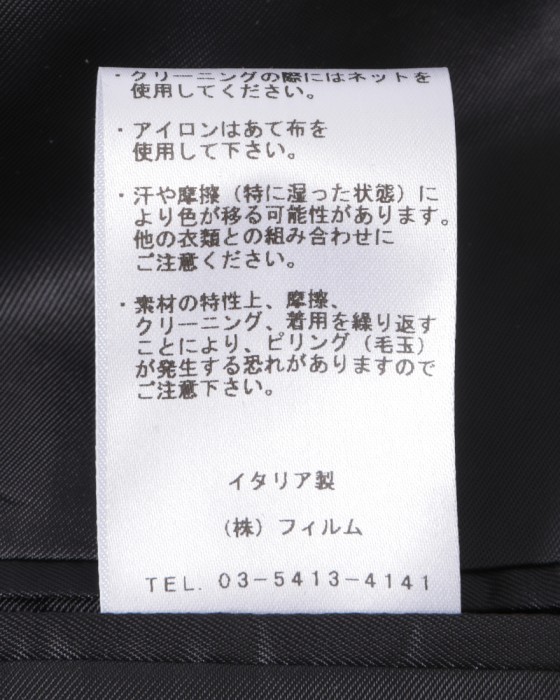 ・クリーニングの際にはネットを
使用してください。
・アイロンはあて布を
使用して下さい。
・汗や摩擦（特に湿った状態）に
より色が移る可能性があります。
他の衣類との組み合わせに
ご注意ください。
・素材の特性上、摩擦、
クリーニング、着用を繰り返す
ことにより、ピリング（毛玉）
が発生する恐れがありますので
ご注意下さい。
イタリア製
（株）フィルム
TEL. 03-5413-4141